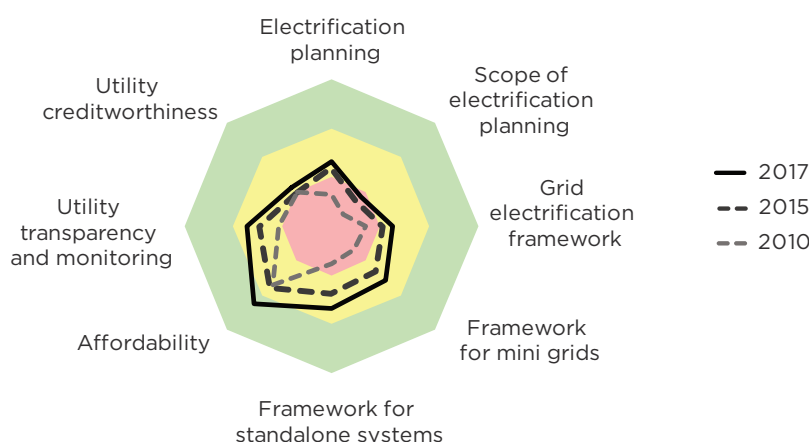 Electrification
planning
Scope of
electrification
planning
Grid
electrification
framework
Framework
for mini grids
Framework for
standalone systems
Affordability
Utility
transparency
and monitoring
Utility
creditworthiness
2017
2015
2010